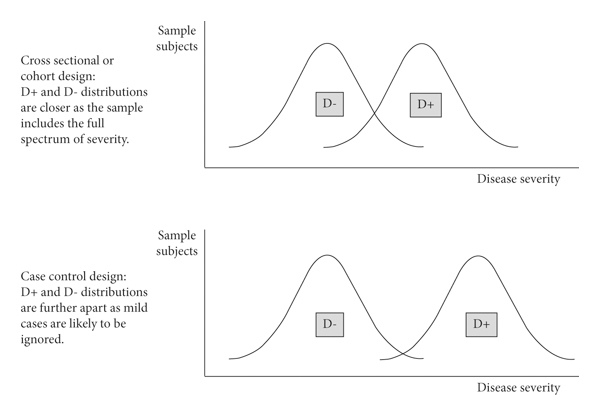 Cross sectional or
cohort design:
D+ and D- distributions
are closer as the sample
includes the full
spectrum of severity.
Sample
subjects
D-
D+
Disease severity
Case control design:
D+ and D- distributions
are further apart as mild
cases are likely to be
ignored.
Sample
subjects
D-
D+
Disease severity